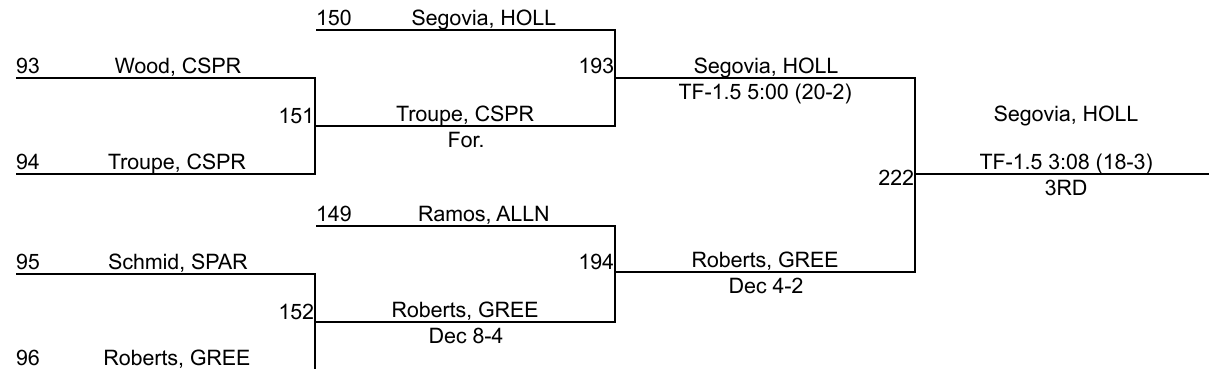 150 Segovia, HOLL
93 Wood, CSPR
193 Segovia, HOLL
TF-1.5 5:00 (20-2)
151 Troupe, CSPR
For.
Segovia, HOLL
94 Troupe, CSPR
TF-1.5 3:08 (18-3)
222
3RD
149 Ramos, ALLN
95 Schmid, SPAR
194 Roberts, GREE
Dec 4-2
152 Roberts, GREE
Dec 8-4
96 Roberts, GREE